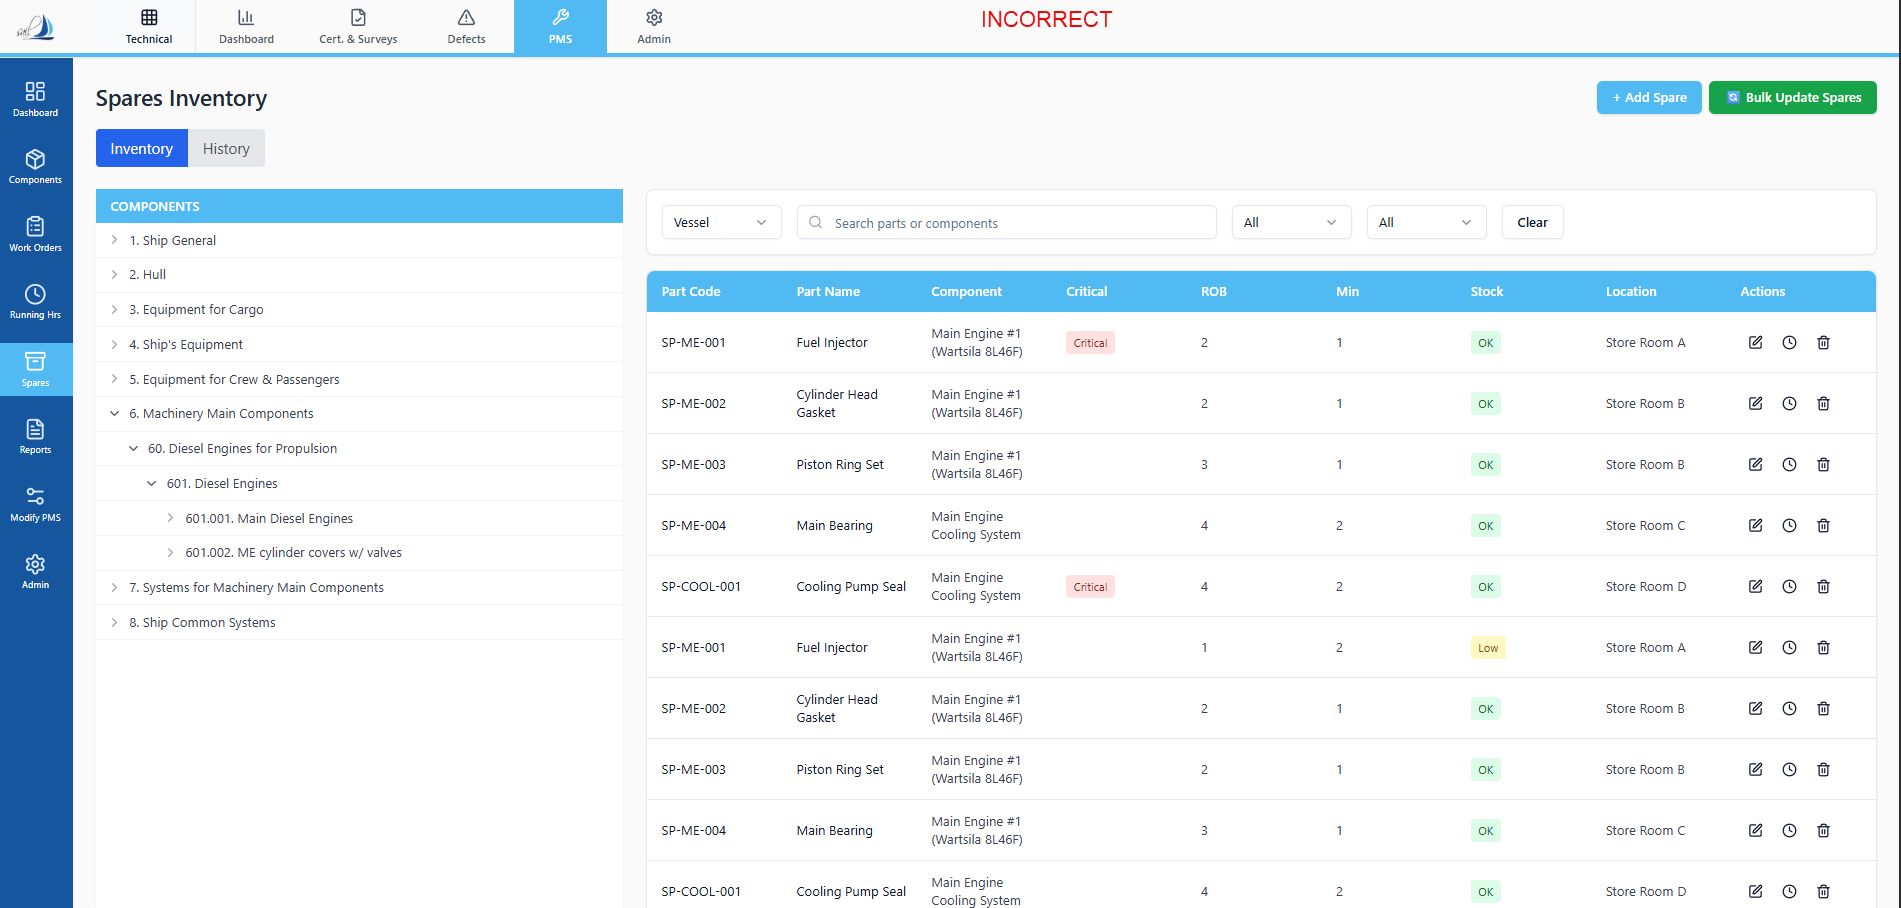 Technical
Dashboard
Cert. & Surveys
Defects
PMS
Admin
INCORRECT
Dashboard
Components
Work Orders
Running Hrs
Spares
Reports
Modify PMS
Admin
Spares Inventory
+ Add Spare
Bulk Update Spares
Inventory
History
COMPONENTS
1. Ship General
2. Hull
3. Equipment for Cargo
4. Ship's Equipment
5. Equipment for Crew & Passengers
6. Machinery Main Components
60. Diesel Engines for Propulsion
601. Diesel Engines
601.001. Main Diesel Engines
601.002. ME cylinder covers w/ valves
7. Systems for Machinery Main Components
8. Ship Common Systems
Vessel
Search parts or components
All
All
Clear
Part Code Part Name Component Critical ROB Min Stock Location Actions
SP-ME-001 Fuel Injector Main Engine #1 (Wartsila 8L46F) Critical 2 1 OK Store Room A
SP-ME-002 Cylinder Head Gasket Main Engine #1 (Wartsila 8L46F) 2 1 OK Store Room B
SP-ME-003 Piston Ring Set Main Engine #1 (Wartsila 8L46F) 3 1 OK Store Room B
SP-ME-004 Main Bearing Main Engine Cooling System 4 2 OK Store Room C
SP-COOL-001 Cooling Pump Seal Main Engine Cooling System Critical 4 2 OK Store Room D
SP-ME-001 Fuel Injector Main Engine #1 (Wartsila 8L46F) 1 2 Low Store Room A
SP-ME-002 Cylinder Head Gasket Main Engine #1 (Wartsila 8L46F) 2 1 OK Store Room B
SP-ME-003 Piston Ring Set Main Engine #1 (Wartsila 8L46F) 2 1 OK Store Room B
SP-ME-004 Main Bearing Main Engine #1 (Wartsila 8L46F) 3 1 OK Store Room C
SP-COOL-001 Cooling Pump Seal Main Engine Cooling System 4 2 OK Store Room D